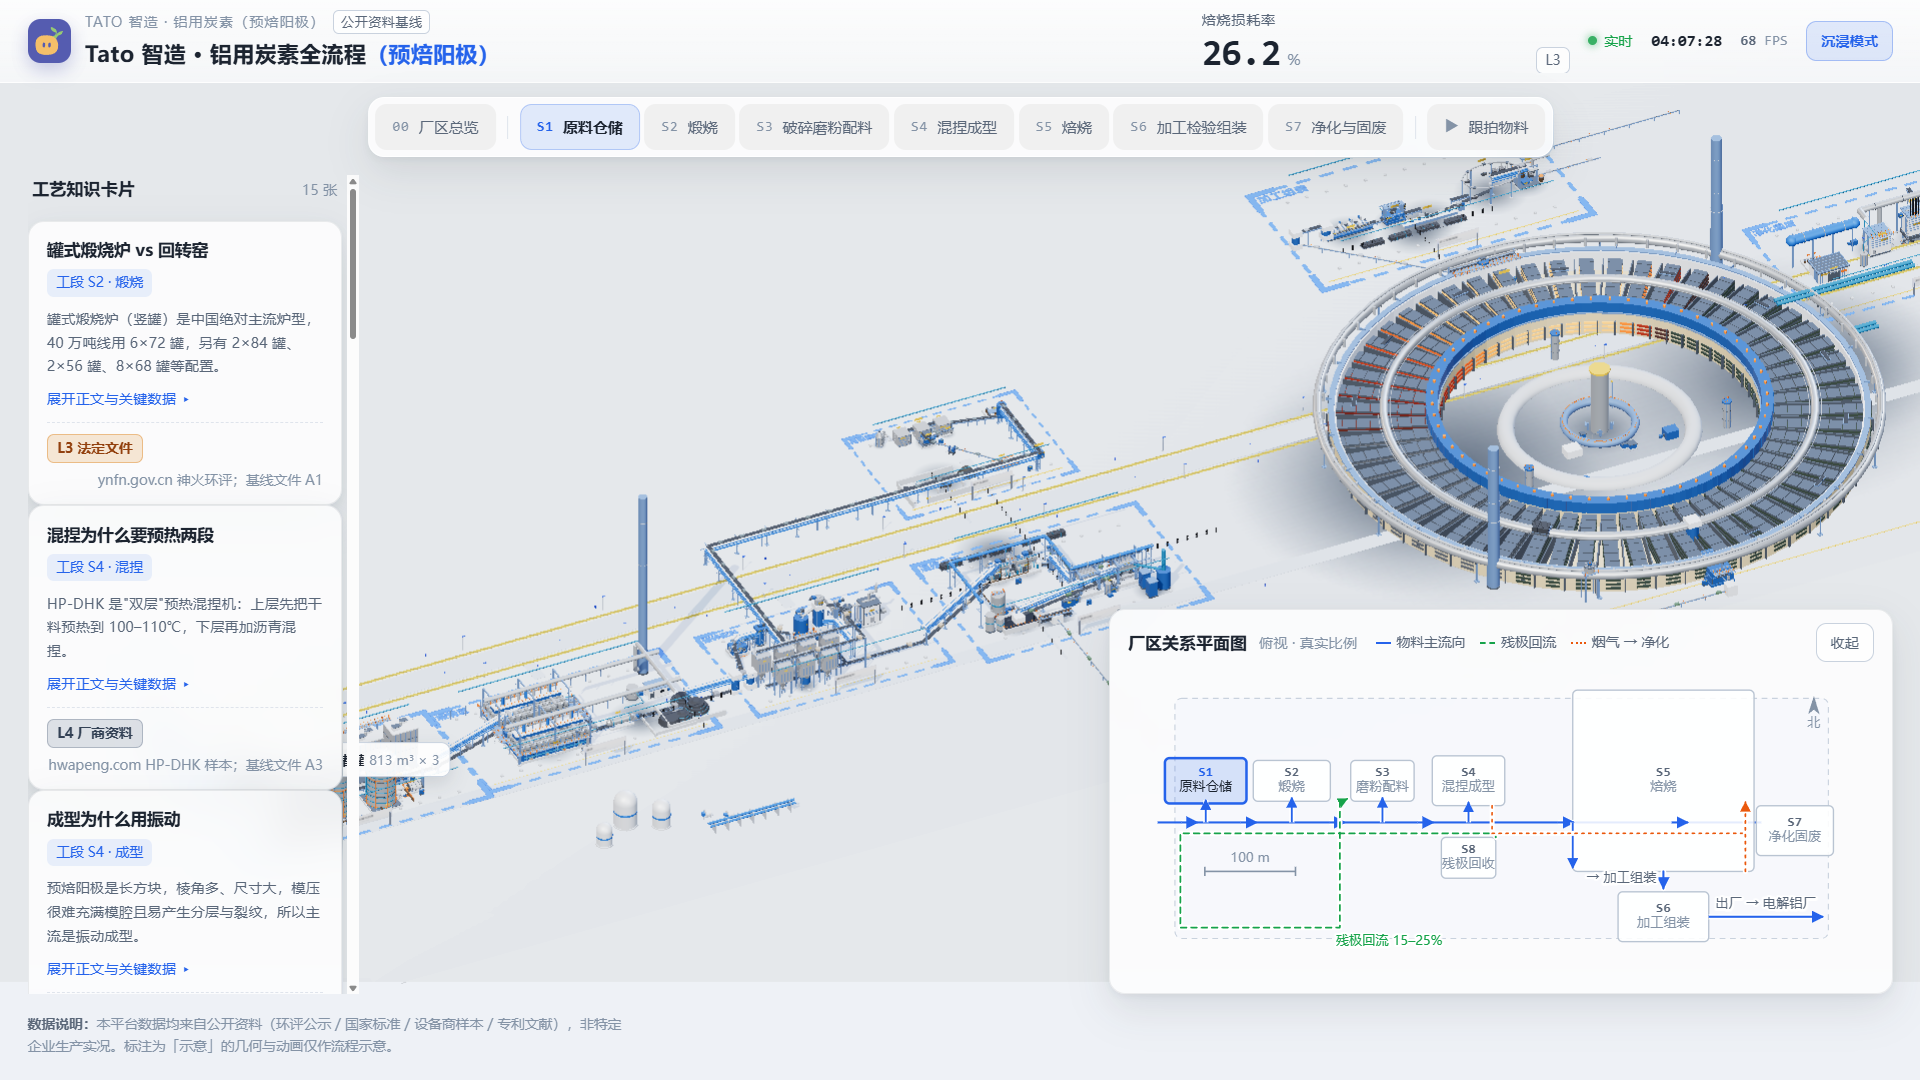 TATO 智造 · 铝用炭素（预焙阳极）
公开资料基线
Tato 智造 · 铝用炭素全流程（预焙阳极）
焙烧损耗率
26.2 %
L3
实时
04:07:28
68 FPS
沉浸模式
00 厂区总览
S1 原料仓储
S2 煅烧
S3 破碎磨粉配料
S4 混捏成型
S5 焙烧
S6 加工检验组装
S7 净化与固废
▶ 跟拍物料
工艺知识卡片
15 张
罐式煅烧炉 vs 回转窑
工段 S2 · 煅烧
罐式煅烧炉（竖罐）是中国绝对主流炉型，
40 万吨线用 6×72 罐，另有 2×84 罐、
2×56 罐、8×68 罐等配置。
展开正文与关键数据 ▸
L3 法定文件
ynfn.gov.cn 神火环评；基线文件 A1
混捏为什么要预热两段
工段 S4 · 混捏
HP-DHK 是"双层"预热混捏机：上层先把干
料预热到 100–110℃，下层再加沥青混
捏。
展开正文与关键数据 ▸
L4 厂商资料
hwapeng.com HP-DHK 样本；基线文件 A3
成型为什么用振动
工段 S4 · 成型
预焙阳极是长方块，棱角多、尺寸大，模压
很难充满模腔且易产生分层与裂纹，所以主
流是振动成型。
展开正文与关键数据 ▸
813 m³ × 3
加工组装
厂区关系平面图
俯视 · 真实比例
物料主流向
残极回流
烟气 → 净化
收起
北
S1
原料仓储
S2
煅烧
S3
磨粉配料
S4
混捏成型
S5
焙烧
S7
净化固废
S8
残极回收
100 m
→ 加工组装
S6
加工组装
出厂 → 电解铝厂
残极回流 15–25%
数据说明：本平台数据均来自公开资料（环评公示 / 国家标准 / 设备商样本 / 专利文献），非特定
企业生产实况。标注为「示意」的几何与动画仅作流程示意。